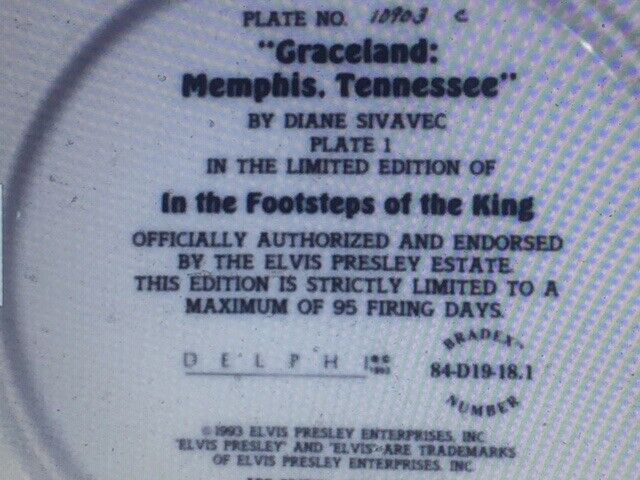 PLATE NO. 10903 C
"Graceland:
Memphis, Tennessee"
BY DIANE SIVAVEC
PLATE 1
IN THE LIMITED EDITION OF
In the Footsteps of the King
OFFICIALLY AUTHORIZED AND ENDORSED
BY THE ELVIS PRESLEY ESTATE.
THIS EDITION IS STRICTLY LIMITED TO A
MAXIMUM OF 95 FIRING DAYS.
BRADEX™
DELPHI
84-D19-18.1
NUMBER
©1993 ELVIS PRESLEY ENTERPRISES, INC.
"ELVIS PRESLEY" AND "ELVIS" ARE TRADEMARKS
OF ELVIS PRESLEY ENTERPRISES, INC.